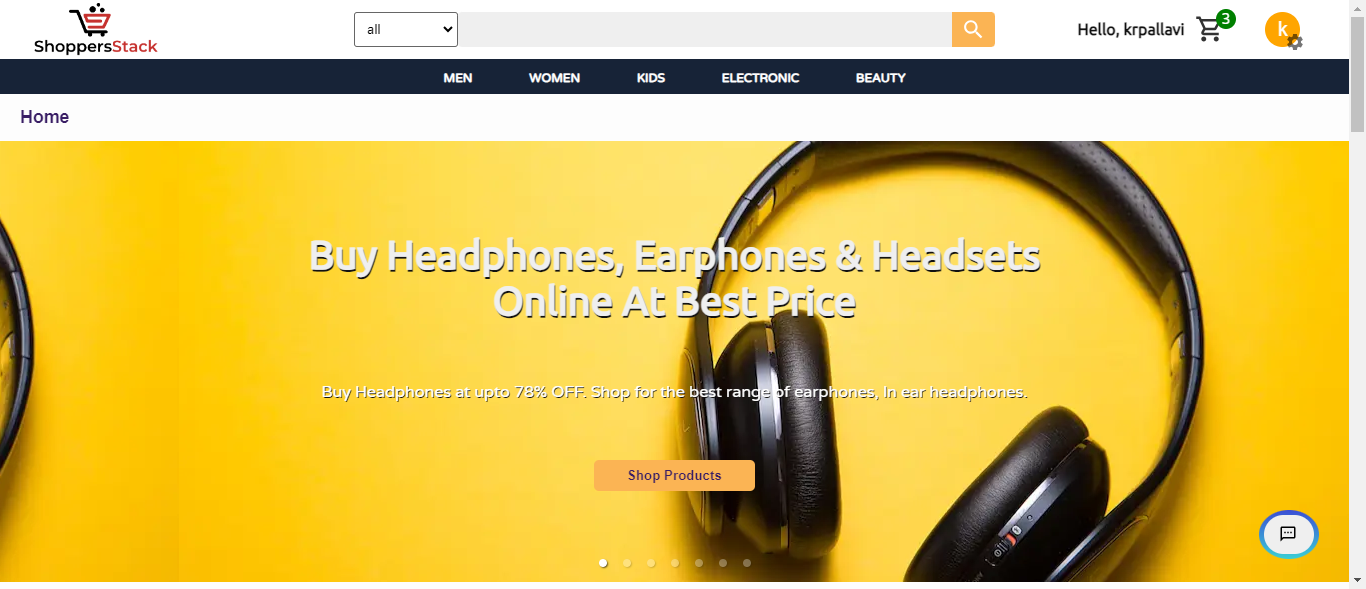 ShoppersStack
all
Hello, krpallavi
3
k
MEN WOMEN KIDS ELECTRONIC BEAUTY
Home
Buy Headphones, Earphones & Headsets
Online At Best Price
Buy Headphones at upto 78% OFF. Shop for the best range of earphones, In ear headphones.
Shop Products